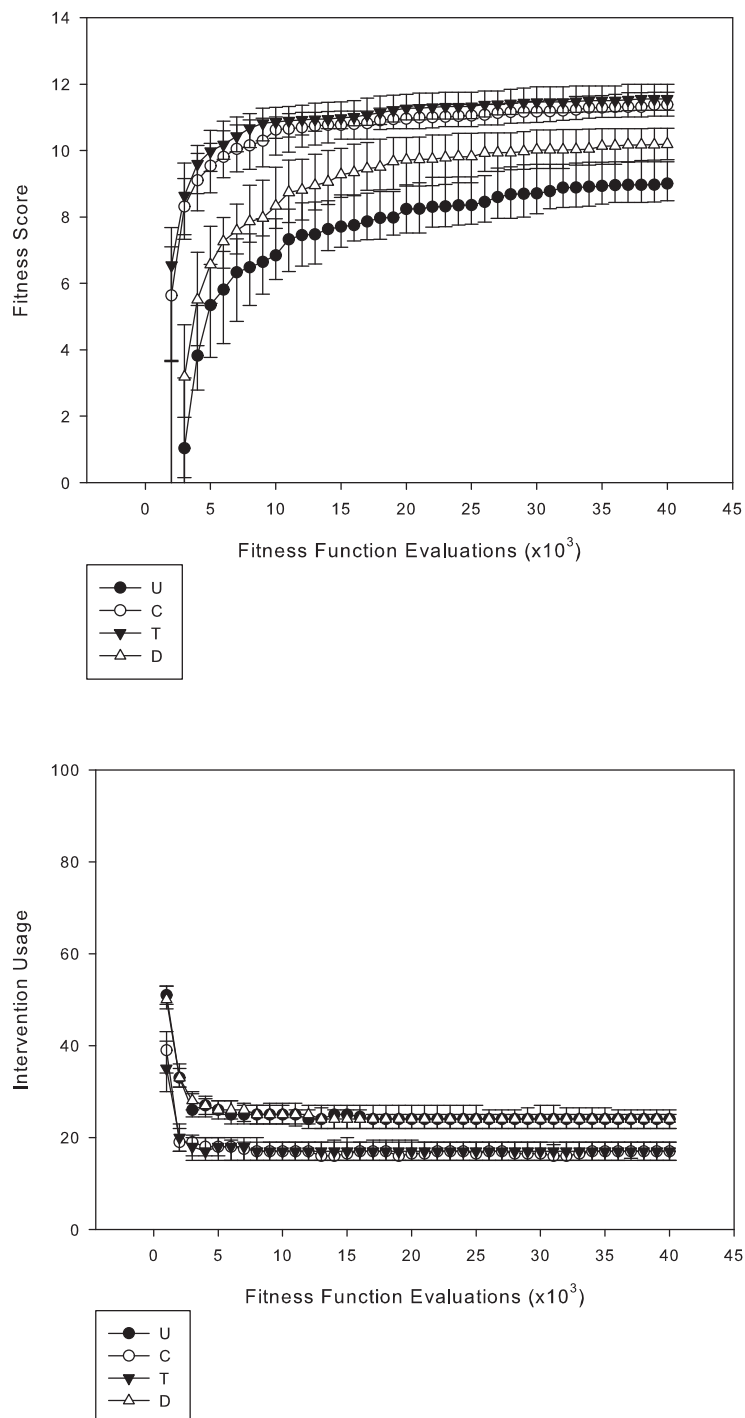 14
12
10
8
6
4
2
0
Fitness Score
0 5 10 15 20 25 30 35 40 45
Fitness Function Evaluations (x10³)
U
C
T
D
100
80
60
40
20
0
Intervention Usage
0 5 10 15 20 25 30 35 40 45
Fitness Function Evaluations (x10³)
U
C
T
D